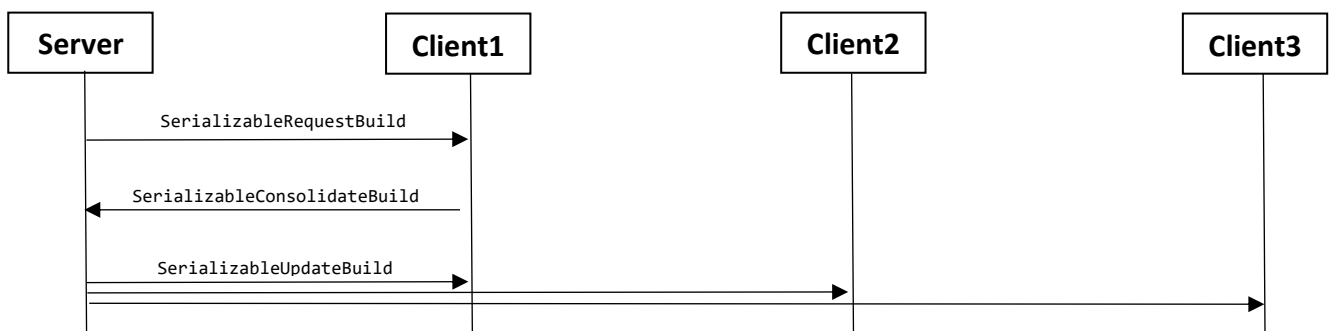 Server
Client1
Client2
Client3
SerializableRequestBuild
SerializableConsolidateBuild
SerializableUpdateBuild